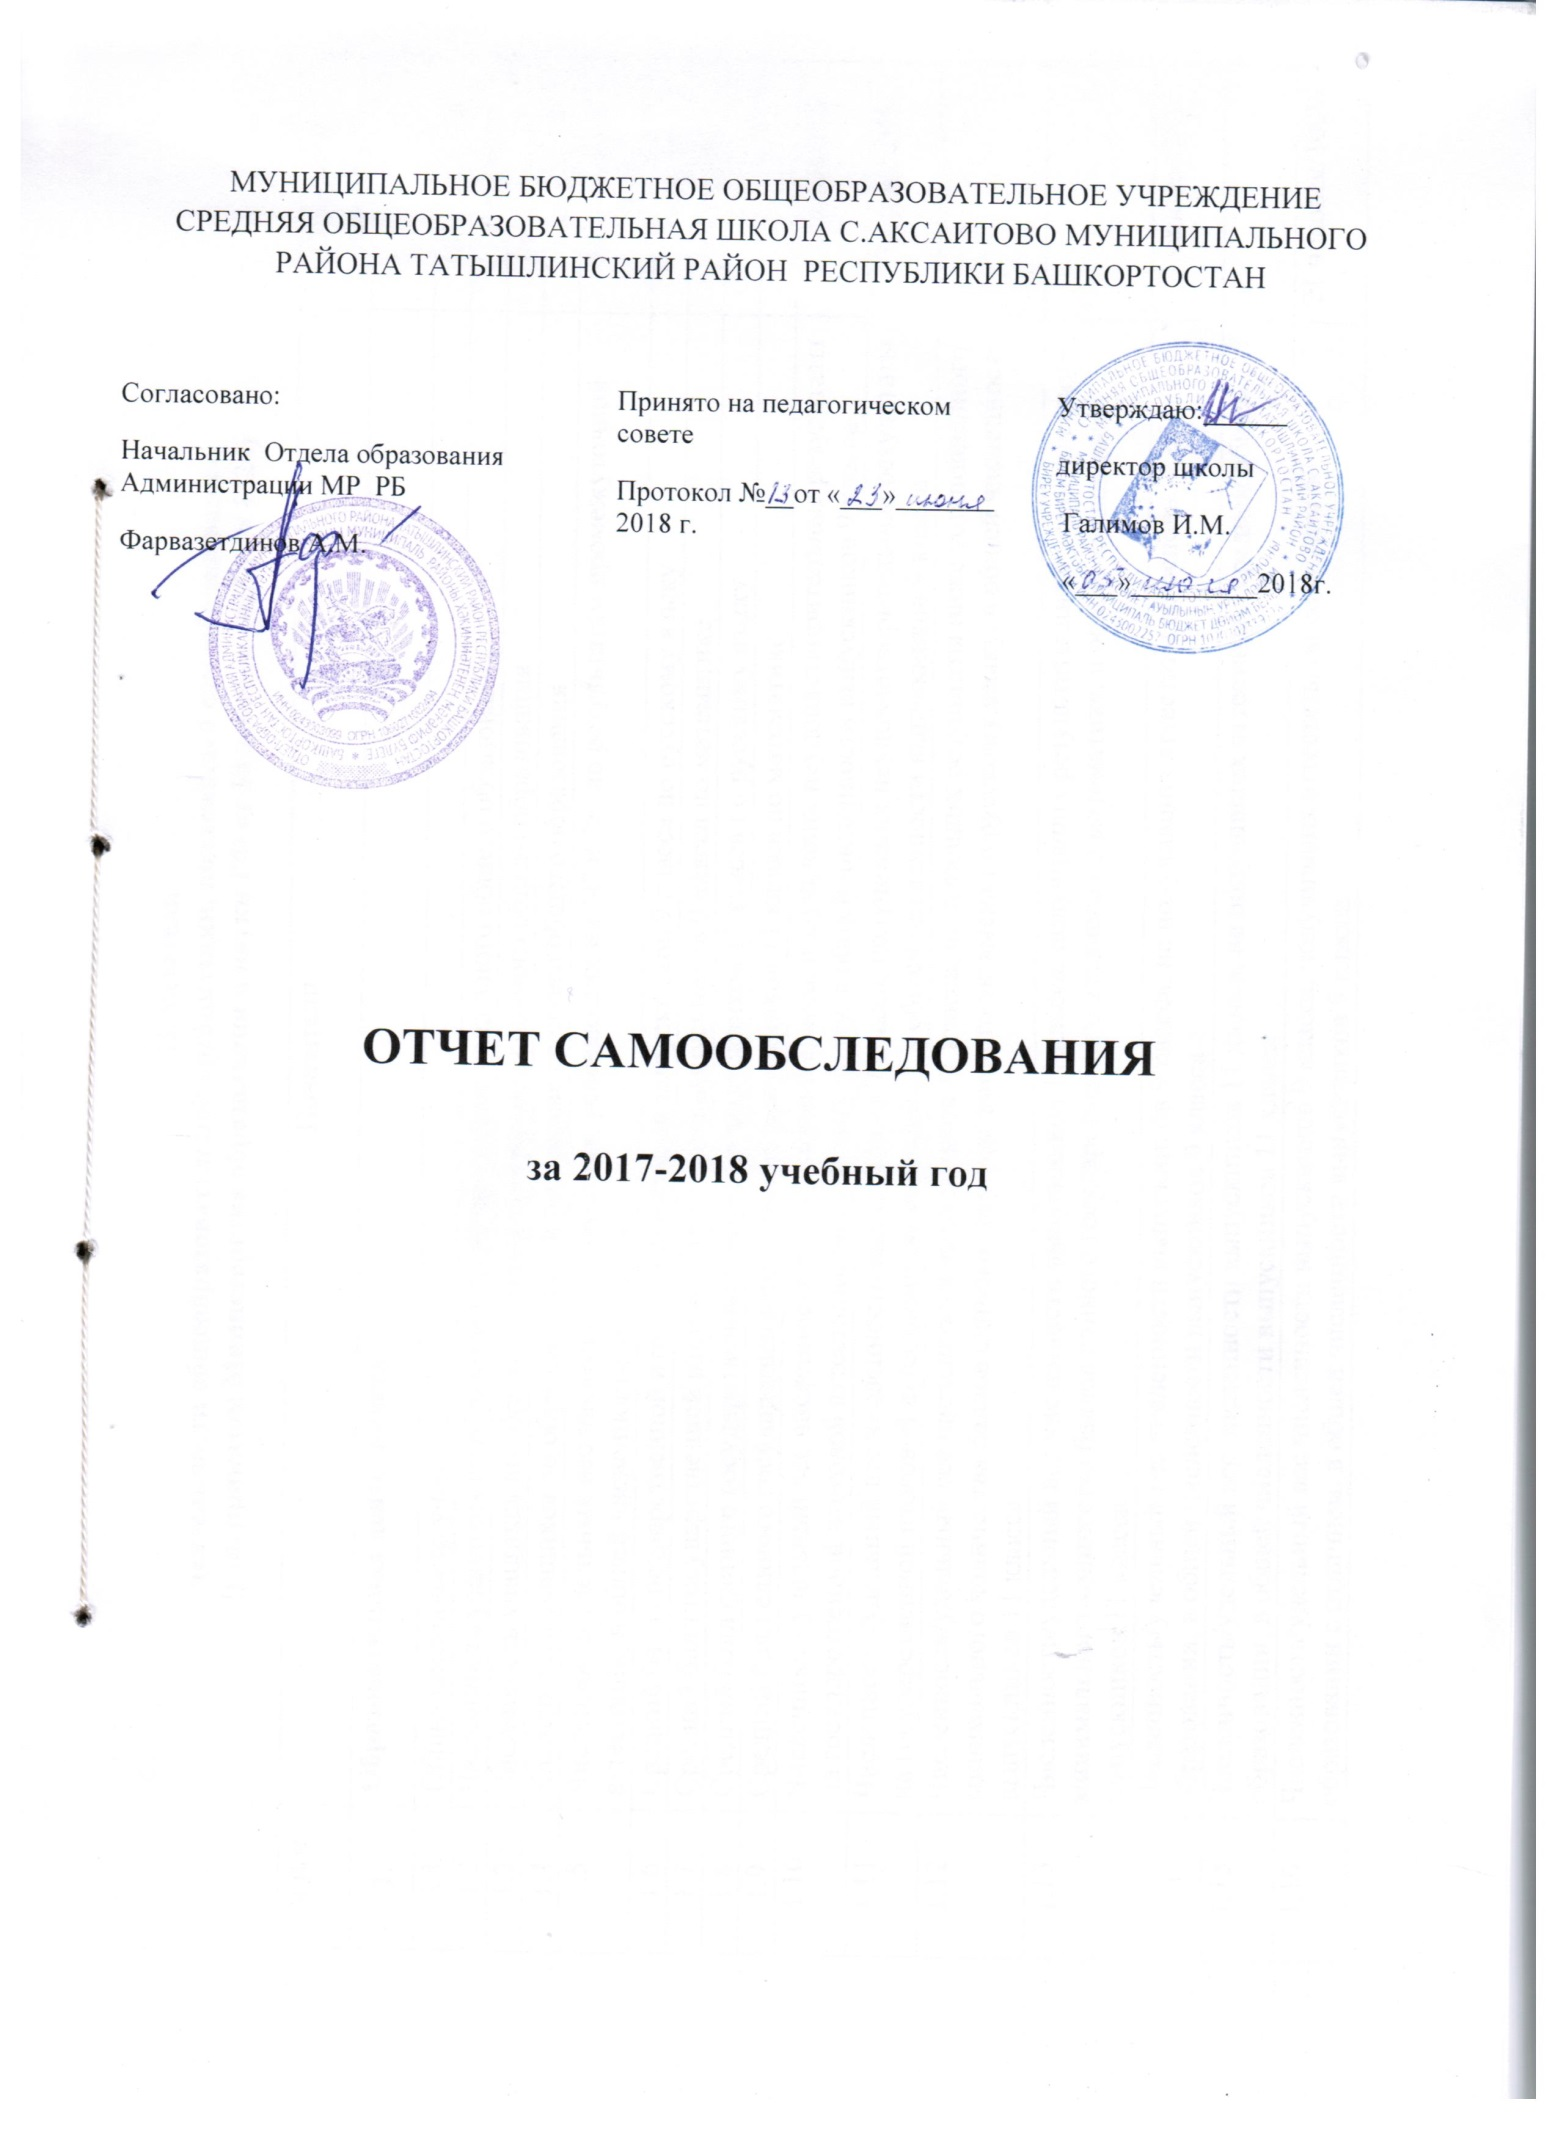 МУНИЦИПАЛЬНОЕ БЮДЖЕТНОЕ ОБЩЕОБРАЗОВАТЕЛЬНОЕ УЧРЕЖДЕНИЕ
СРЕДНЯЯ ОБЩЕОБРАЗОВАТЕЛЬНАЯ ШКОЛА С.АКСАИТОВО МУНИЦИПАЛЬНОГО
РАЙОНА ТАТЫШЛИНСКИЙ РАЙОН РЕСПУБЛИКИ БАШКОРТОСТАН
Согласовано:
Начальник Отдела образования
Администрации МР РБ
Фарвазетдинов А.М.
Принято на педагогическом
совете
Протокол №13 от «23» июня
2018 г.
Утверждаю:
директор школы
Галимов И.М.
«05» июля 2018г.
ОТЧЕТ САМООБСЛЕДОВАНИЯ
за 2017-2018 учебный год